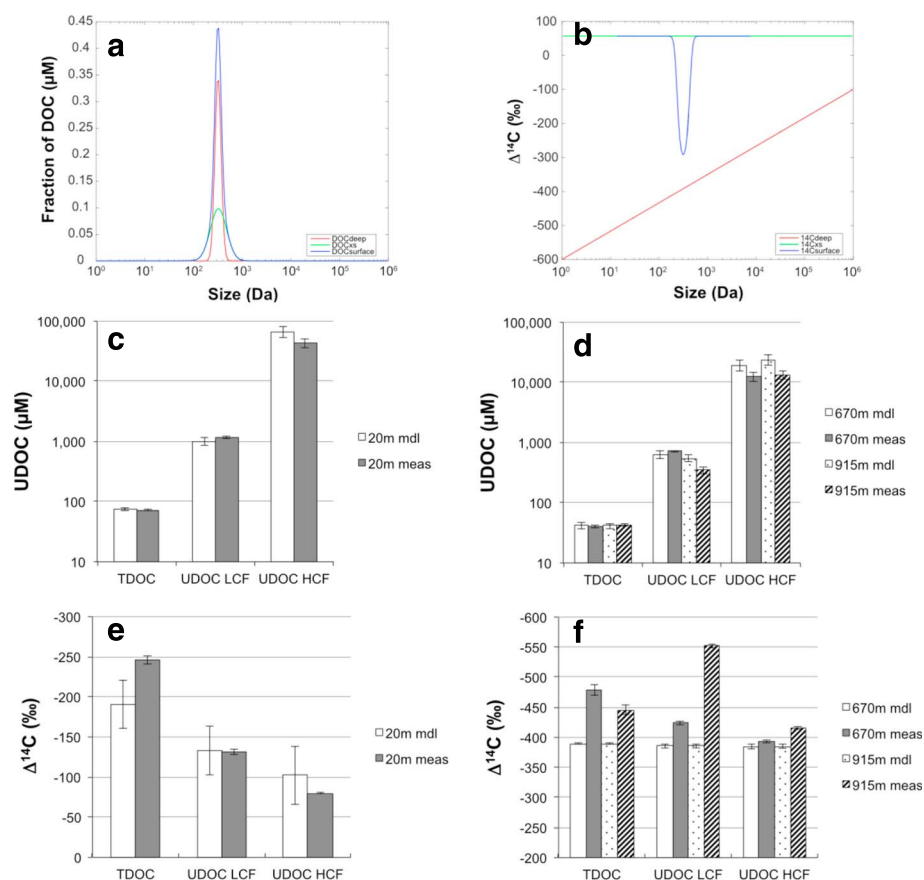 a
Fraction of DOC (µM)
0.45
0.4
0.35
0.3
0.25
0.2
0.15
0.1
0.05
0
10⁰ 10¹ 10² 10³ 10⁴ 10⁵ 10⁶
Size (Da)
DOCdeep
DOCxs
DOCsurface
b
Δ¹⁴C (‰)
100
0
-100
-200
-300
-400
-500
-600
10⁰ 10¹ 10² 10³ 10⁴ 10⁵ 10⁶
Size (Da)
14Cdeep
14Cxs
14Csurface
c
UDOC (µM)
100,000
10,000
1,000
100
10
TDOC UDOC LCF UDOC HCF
20m mdl
20m meas
d
UDOC (µM)
100,000
10,000
1,000
100
10
TDOC UDOC LCF UDOC HCF
670m mdl
670m meas
915m mdl
915m meas
e
Δ¹⁴C (‰)
-300
-250
-200
-150
-100
-50
0
TDOC UDOC LCF UDOC HCF
20m mdl
20m meas
f
Δ¹⁴C (‰)
-600
-550
-500
-450
-400
-350
-300
-250
-200
TDOC UDOC LCF UDOC HCF
670m mdl
670m meas
915m mdl
915m meas